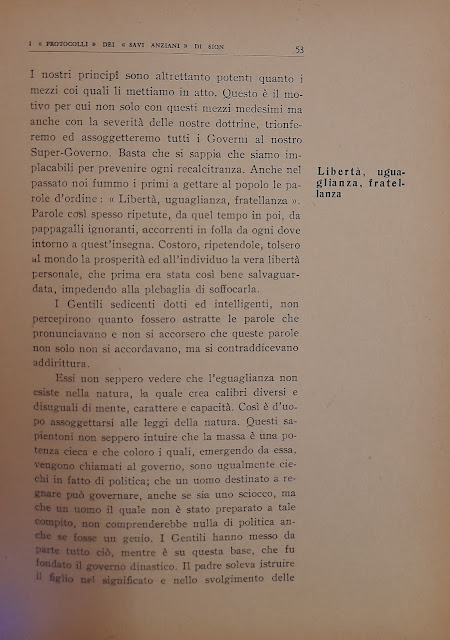 I « PROTOCOLLI » DEI « SAVI ANZIANI » DI SION 53
I nostri principî sono altrettanto potenti quanto i
mezzi coi quali li mettiamo in atto. Questo è il mo-
tivo per cui non solo con questi mezzi medesimi ma
anche con la severità delle nostre dottrine, trionfe-
remo ed assoggetteremo tutti i Governi al nostro
Super-Governo. Basta che si sappia che siamo im-
placabili per prevenire ogni recalcitranza. Anche nel
passato noi fummo i primi a gettar al popolo le pa-
role d'ordine : « Libertà, uguaglianza, fratellanza ».
Parole così spesso ripetute, da quel tempo in poi, da
pappagalli ignoranti, accorrenti in folla da ogni dove
intorno a quest'insegna. Costoro, ripetendole, tolsero
al mondo la prosperità ed all'individuo la vera libertà
personale, che prima era stata così bene salvaguar-
data, impedendo alla plebaglia di soffocarla.
I Gentili sedicenti dotti ed intelligenti, non
percepirono quanto fossero astratte le parole che
pronunciavano e non si accorsero che queste parole
non solo non si accordavano, ma si contraddicevano
addirittura.
Essi non seppero vedere che l'eguaglianza non
esiste nella natura, la quale crea calibri diversi e
disuguali di mente, carattere e capacità. Così è d'uo-
po assoggettarsi alle leggi della natura. Questi sa-
pientoni non seppero intuire che la massa è una po-
tenza cieca e che coloro i quali, emergendo da essa,
vengono chiamati al governo, sono ugualmente cie-
chi in fatto di politica; che un uomo destinato a re-
gnare può governare, anche se sia uno sciocco, ma
che un uomo il quale non è stato preparato a tale
compito, non comprenderebbe nulla di politica an-
che se fosse un genio. I Gentili hanno messo da
parte tutto ciò, mentre è su questa base, che fu
fondato il governo dinastico. Il padre soleva istruire
il figlio nel significato e nello svolgimento delle
Libertà, ugua-
glianza, fratel-
lanza